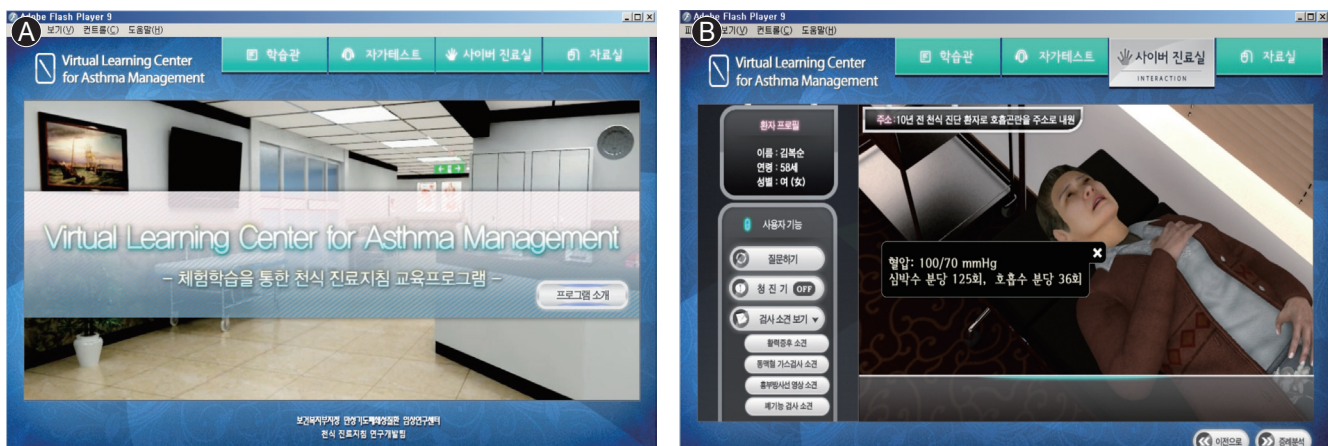 A
Adobe Flash Player 9
보기(V) 컨트롤(C) 도움말(H)
Virtual Learning Center
for Asthma Management
학습관
자가테스트
사이버 진료실
자료실
Virtual Learning Center for Asthma Management
– 체험학습을 통한 천식 진료지침 교육프로그램 –
프로그램 소개
보건복지부지정 만성기도폐쇄성질환 임상연구센터
천식 진료지침 연구개발팀
B
Adobe Flash Player 9
보기(V) 컨트롤(C) 도움말(H)
Virtual Learning Center
for Asthma Management
학습관
자가테스트
사이버 진료실
INTERACTION
자료실
환자 프로필
이름 : 김복순
연령 : 58세
성별 : 여 (女)
주소:10년 전 천식 진단 환자로 호흡곤란을 주소로 내원
사용자 기능
질문하기
청 진 기 OFF
검사 소견 보기
활력증후 소견
동맥혈 가스검사 소견
흉부방사선 영상 소견
폐기능 검사 소견
혈압: 100/70 mmHg
심박수 분당 125회, 호흡수 분당 36회
이전으로
증례분석